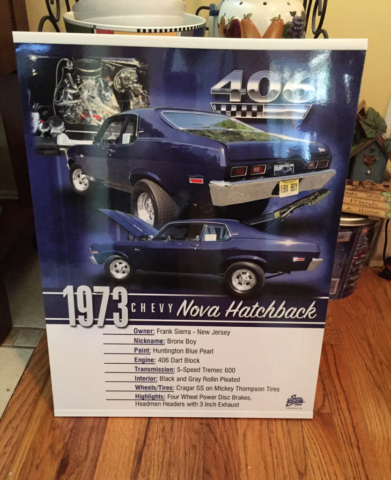 406
1973 CHEVY Nova Hatchback
Owner: Frank Sierra - New Jersey
Nickname: Bronx Boy
Paint: Huntington Blue Pearl
Engine: 406 Dart Block
Transmission: 5-Speed Tremec 600
Interior: Black and Gray Rollin Pleated
Wheels/Tires: Cragar SS on Mickey Thompson Tires
Highlights: Four Wheel Power Disc Brakes,
Headmen Headers with 3 Inch Exhaust